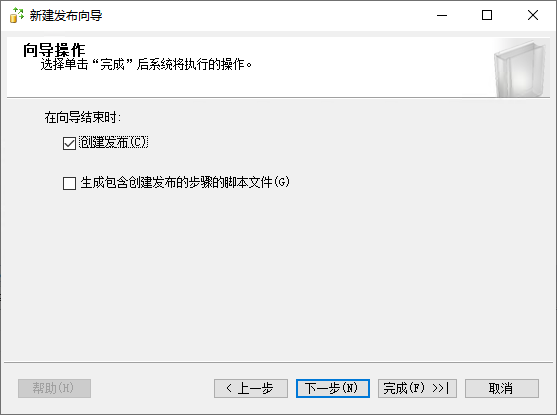 新建发布向导
向导操作
选择单击“完成”后系统将执行的操作。
在向导结束时:
创建发布(C)
生成包含创建发布的步骤的脚本文件(G)
帮助(H)
< 上一步
下一步(N)
完成(F) >>|
取消